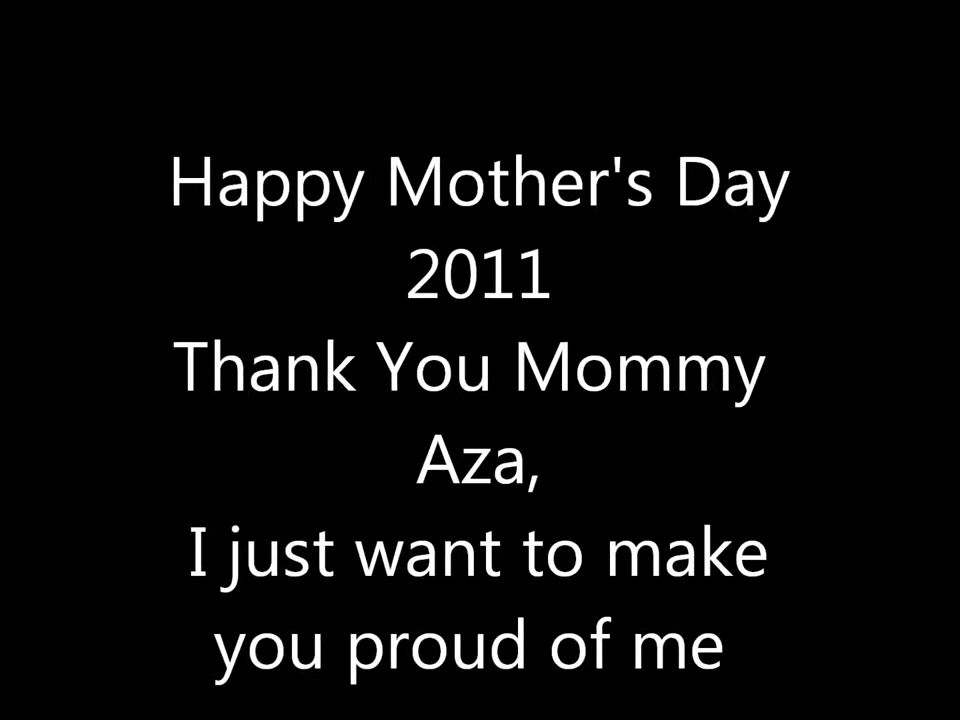 Happy Mother's Day
2011
Thank You Mommy
Aza,
I just want to make
you proud of me